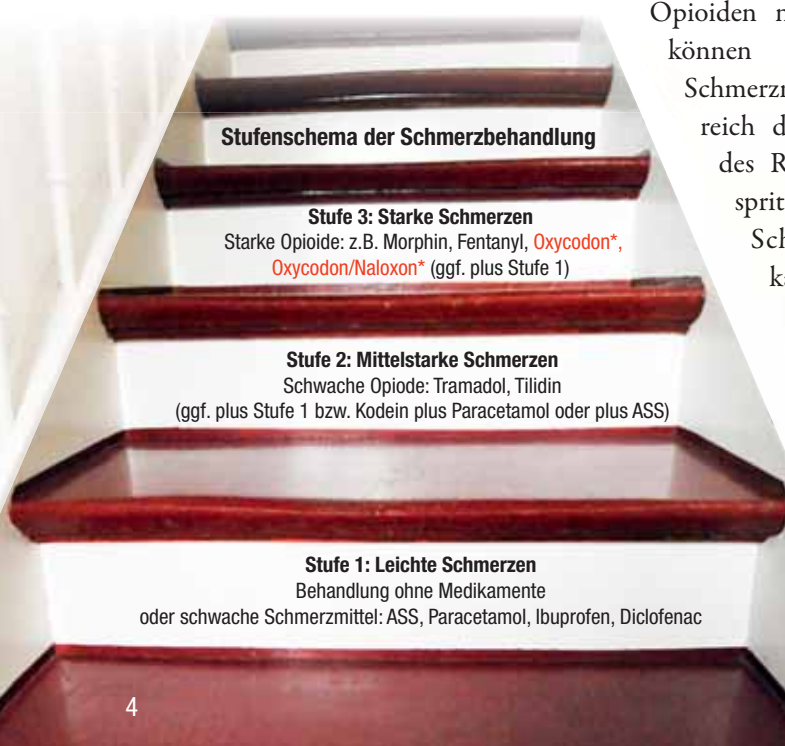 Opioiden
können
reich
des
Stufenschema der Schmerzbehandlung
Stufe 3: Starke Schmerzen
Starke Opioide: z.B. Morphin, Fentanyl, Oxycodon*,
Oxycodon/Naloxon* (ggf. plus Stufe 1)
Stufe 2: Mittelstarke Schmerzen
Schwache Opiode: Tramadol, Tilidin
(ggf. plus Stufe 1 bzw. Kodein plus Paracetamol oder plus ASS)
Stufe 1: Leichte Schmerzen
Behandlung ohne Medikamente
oder schwache Schmerzmittel: ASS, Paracetamol, Ibuprofen, Diclofenac
4